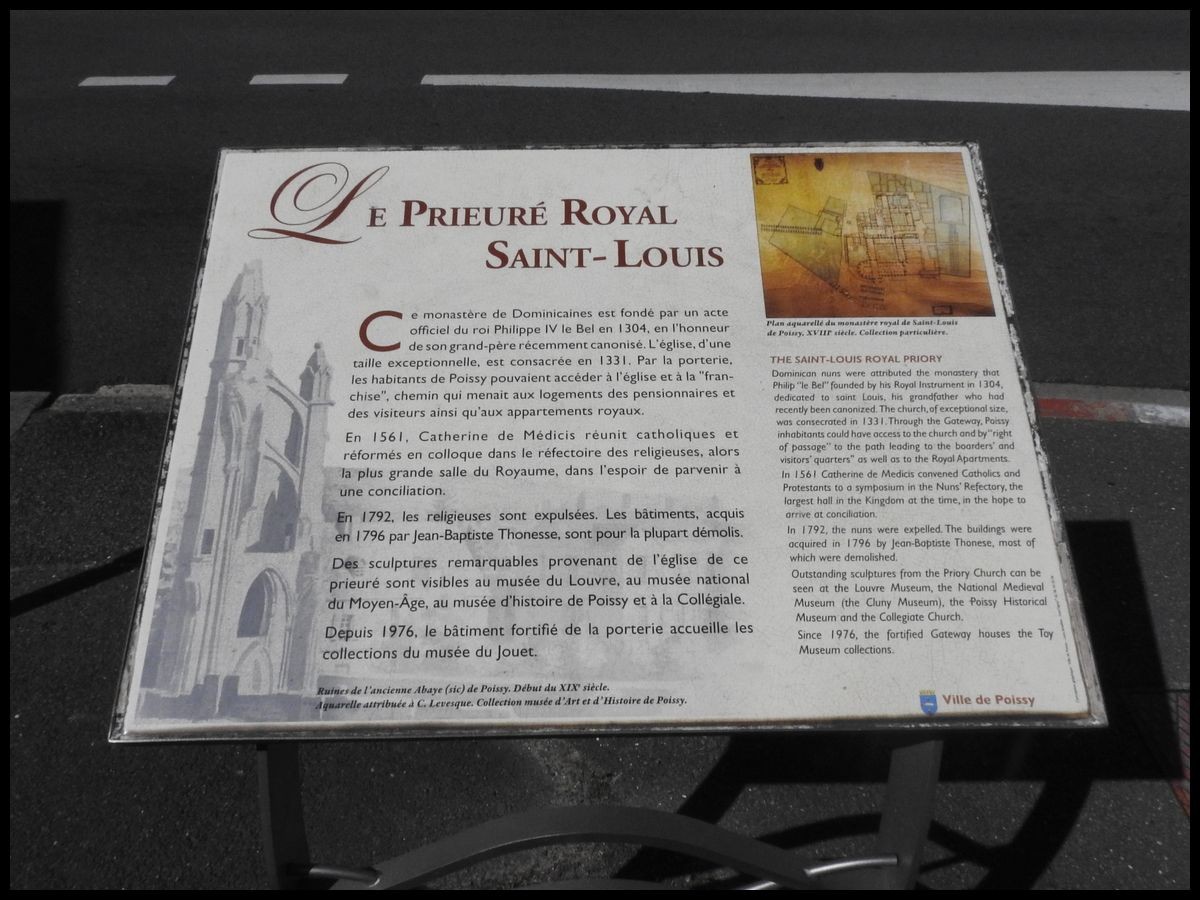 LE PRIEURÉ ROYAL
SAINT-LOUIS
Ce monastère de Dominicaines est fondé par un acte
officiel du roi Philippe IV le Bel en 1304, en l'honneur
de son grand-père récemment canonisé. L'église, d'une
taille exceptionnelle, est consacrée en 1331. Par la porterie,
les habitants de Poissy pouvaient accéder à l'église et à la "fran-
chise", chemin qui menait aux logements des pensionnaires et
des visiteurs ainsi qu'aux appartements royaux.
En 1561, Catherine de Médicis réunit catholiques et
réformés en colloque dans le réfectoire des religieuses, alors
la plus grande salle du Royaume, dans l'espoir de parvenir à
une conciliation.
En 1792, les religieuses sont expulsées. Les bâtiments, acquis
en 1796 par Jean-Baptiste Thonesse, sont pour la plupart démolis.
Des sculptures remarquables provenant de l'église de ce
prieuré sont visibles au musée du Louvre, au musée national
du Moyen-Âge, au musée d'histoire de Poissy et à la Collégiale.
Depuis 1976, le bâtiment fortifié de la porterie accueille les
collections du musée du Jouet.
Ruines de l'ancienne Abaye (sic) de Poissy. Début du XIXe siècle.
Aquarelle attribuée à C. Levesque. Collection musée d'Art et d'Histoire de Poissy.
Plan aquarellé du monastère royal de Saint-Louis
de Poissy, XVIIIe siècle. Collection particulière.
THE SAINT-LOUIS ROYAL PRIORY
Dominican nuns were attributed the monastery that
Philip "le Bel" founded by his Royal Instrument in 1304,
dedicated to saint Louis, his grandfather who had
recently been canonized. The church, of exceptional size,
was consecrated in 1331. Through the Gateway, Poissy
inhabitants could have access to the church and by "right
of passage" to the path leading to the boarders' and
visitors' quarters" as well as to the Royal Apartments.
In 1561 Catherine de Medicis convened Catholics and
Protestants to a symposium in the Nuns' Refectory, the
largest hall in the Kingdom at the time, in the hope to
arrive at conciliation.
In 1792, the nuns were expelled. The buildings were
acquired in 1796 by Jean-Baptiste Thonese, most of
which were demolished.
Outstanding sculptures from the Priory Church can be
seen at the Louvre Museum, the National Medieval
Museum (the Cluny Museum), the Poissy Historical
Museum and the Collegiate Church.
Since 1976, the fortified Gateway houses the Toy
Museum collections.
Ville de Poissy